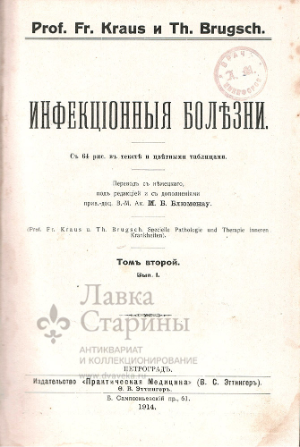 Prof. Fr. Kraus и Th. Brugsch.
ИНФЕКЦІОННЫЯ БОЛѢЗНИ.
Съ 64 рис. въ текстѣ и цвѣтными таблицами.
Переводъ съ нѣмецкаго,
подъ редакціей и съ дополненіями
прив.-доц. В.-М. Ак. М. Б. Блюменау.
(Prof. Fr. Kraus и Th. Brugsch. Specielle Pathologie und Therapie innerer
Krankheiten).
Томъ второй.
Вып. I.
Лавка
Старины
АНТИКВАРИАТ
И КОЛЛЕКЦИОНИРОВАНИЕ
ПЕТРОГРАДЪ.
Издательство «Практическая Медицина» (В. С. Эттингеръ).
Ѳ. В. Эттингеръ.
Б. Сампсоніевскій пр., 61.
1914.